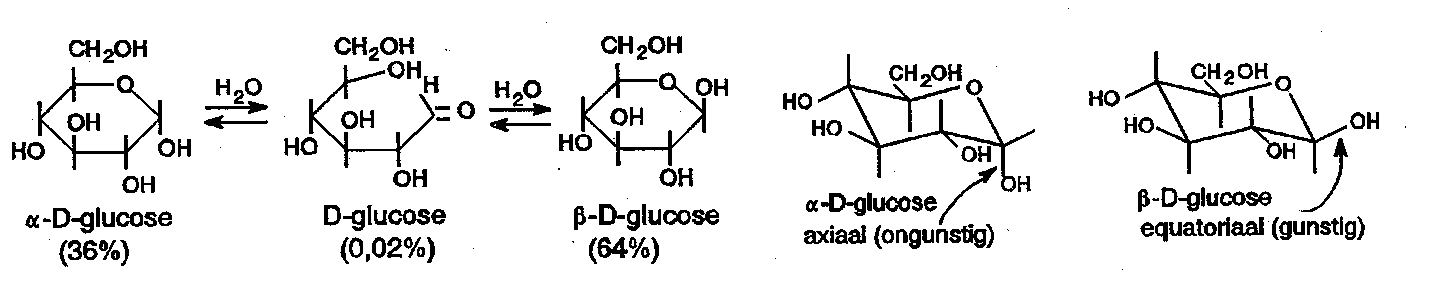 CH2OH
O
OH
HO
OH
OH
α-D-glucose
(36%)
H2O
CH2OH
OH
H
O
OH
HO
OH
D-glucose
(0,02%)
H2O
CH2OH
O
OH
OH
HO
OH
β-D-glucose
(64%)
CH2OH
O
HO
HO
OH
OH
α-D-glucose
axiaal (ongunstig)
CH2OH
O
HO
HO
OH
OH
β-D-glucose
equatoriaal (gunstig)